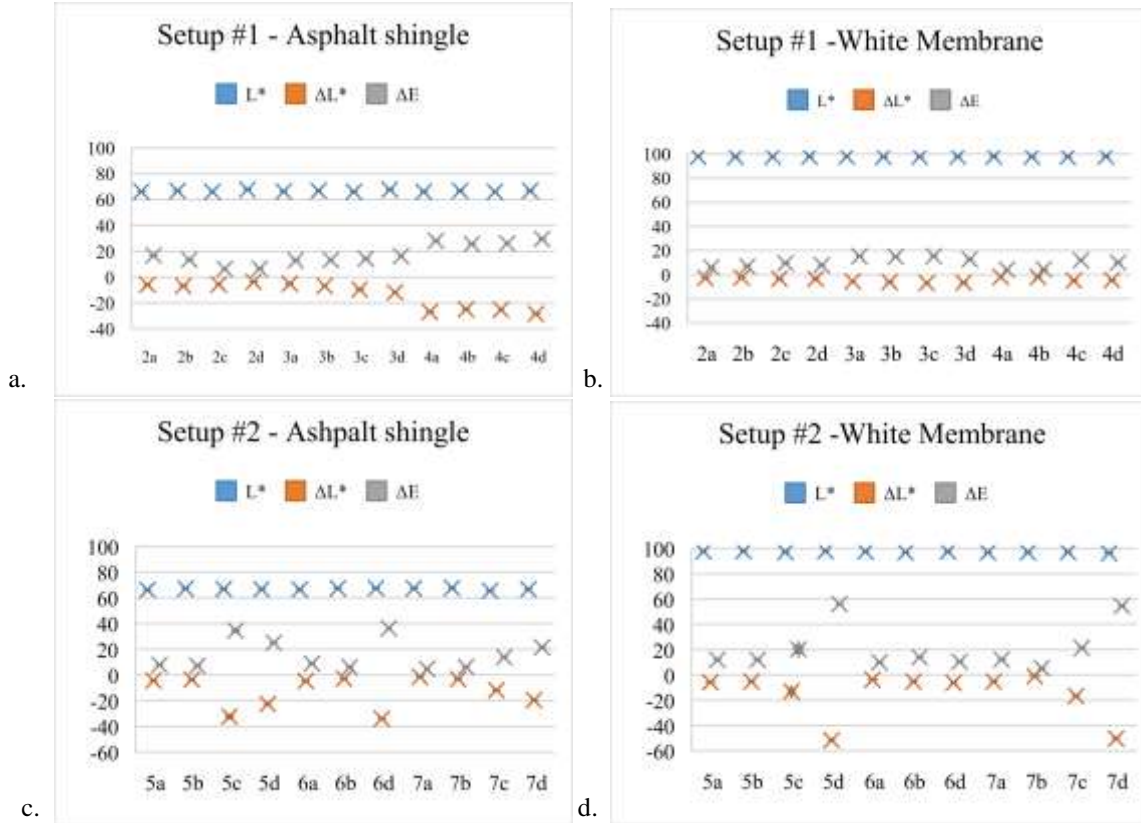 Setup #1 - Asphalt shingle
L* ΔL* ΔE
100
80
60
40
20
0
-20
-40
2a 2b 2c 2d 3a 3b 3c 3d 4a 4b 4c 4d
a.
Setup #1 -White Membrane
L* ΔL* ΔE
100
80
60
40
20
0
-20
-40
2a 2b 2c 2d 3a 3b 3c 3d 4a 4b 4c 4d
b.
Setup #2 - Ashpalt shingle
L* ΔL* ΔE
100
80
60
40
20
0
-20
-40
-60
5a 5b 5c 5d 6a 6b 6d 7a 7b 7c 7d
c.
Setup #2 -White Membrane
L* ΔL* ΔE
100
80
60
40
20
0
-20
-40
-60
5a 5b 5c 5d 6a 6b 6d 7a 7b 7c 7d
d.